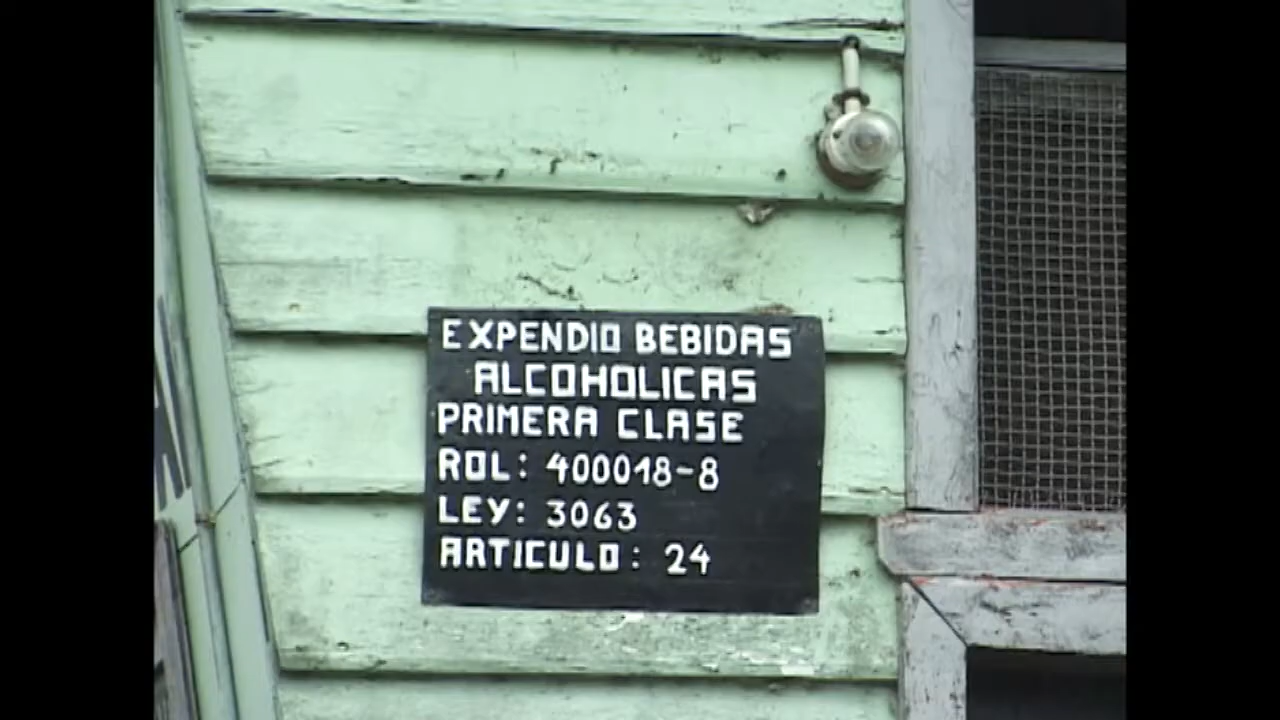 EXPENDIO BEBIDAS
ALCOHOLICAS
PRIMERA CLASE
ROL: 400018-8
LEY: 3063
ARTICULO: 24